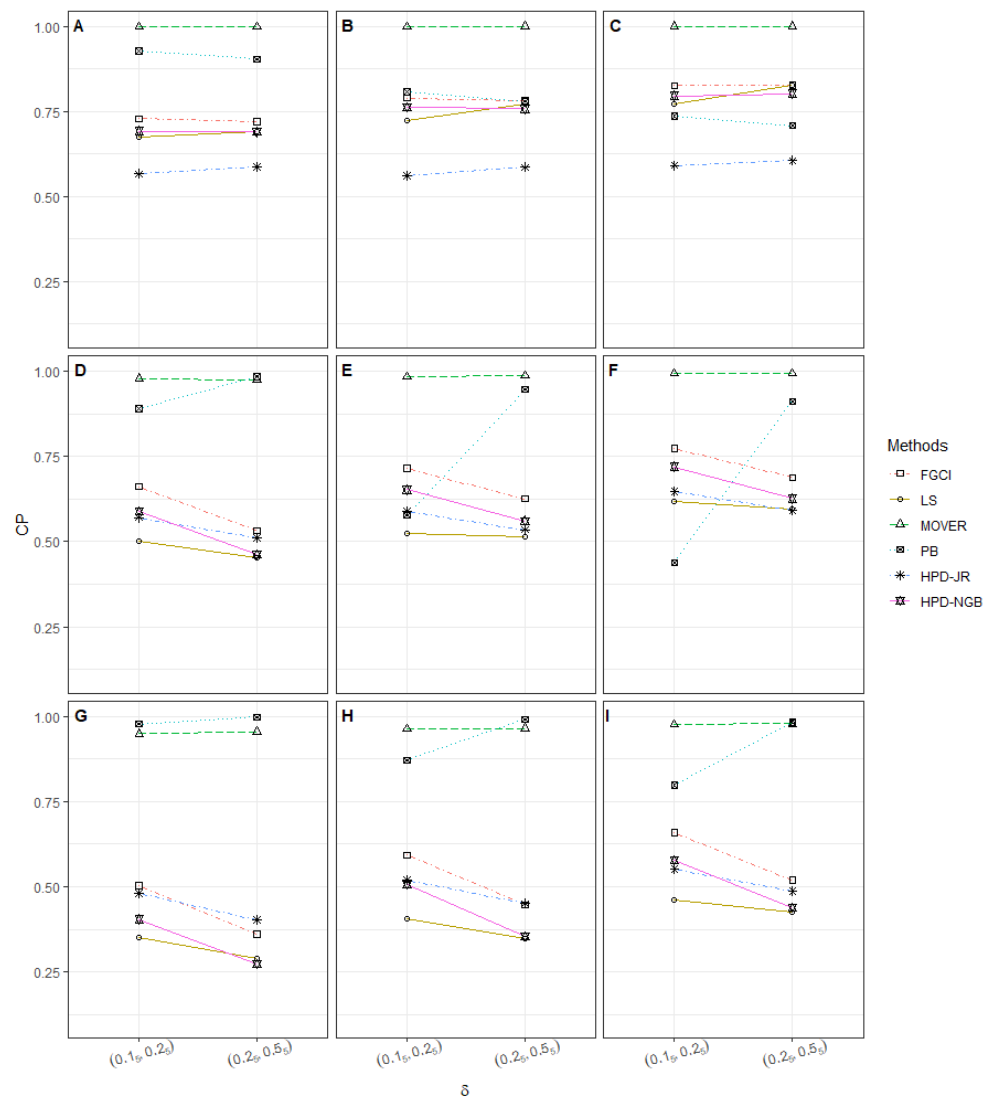 A
B
C
1.00
0.75
0.50
0.25
D
E
F
1.00
0.75
0.50
0.25
G
H
I
1.00
0.75
0.50
0.25
CP
(0.1₅, 0.2₅)
(0.2₅, 0.5₅)
(0.1₅, 0.2₅)
(0.2₅, 0.5₅)
(0.1₅, 0.2₅)
(0.2₅, 0.5₅)
δ
Methods
FGCI
LS
MOVER
PB
HPD-JR
HPD-NGB